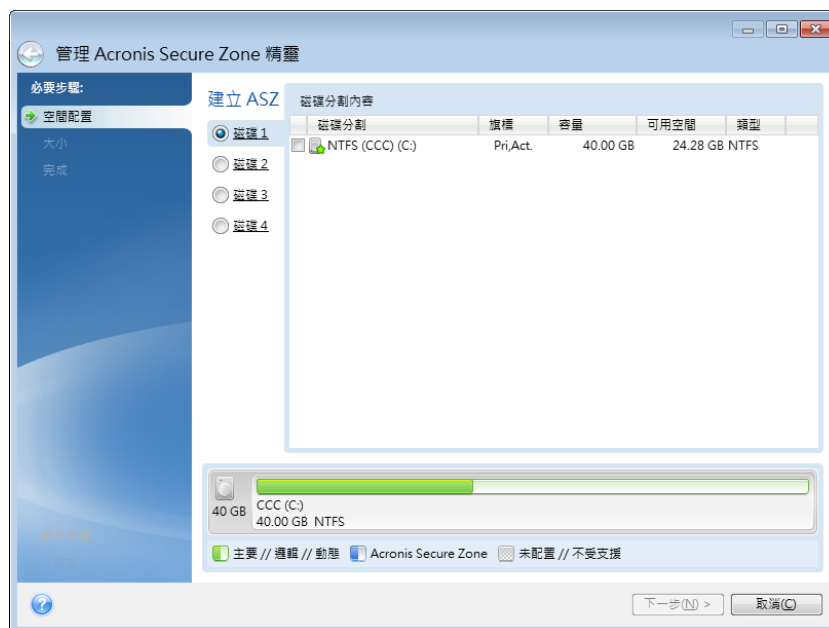 管理 Acronis Secure Zone 精靈
必要步驟:
空間配置
大小
完成
建立 ASZ
磁碟 1
磁碟 2
磁碟 3
磁碟 4
磁碟分割內容
磁碟分割 旗標 容量 可用空間 類型
NTFS (CCC) (C:) Pri,Act. 40.00 GB 24.28 GB NTFS
40 GB
CCC (C:)
40.00 GB NTFS
主要 // 邏輯 // 動態 Acronis Secure Zone 未配置 // 不受支援
下一步(N) > 取消(C)